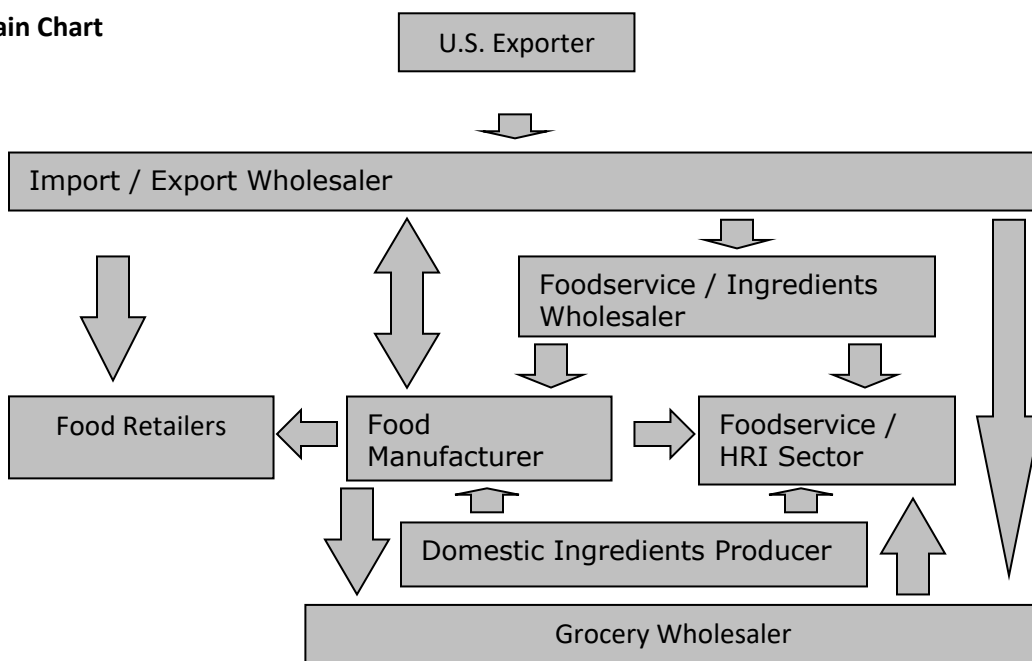 Chart
U.S. Exporter
Import / Export Wholesaler
Foodservice / Ingredients
Wholesaler
Food Retailers
Food
Manufacturer
Foodservice /
HRI Sector
Domestic Ingredients Producer
Grocery Wholesaler